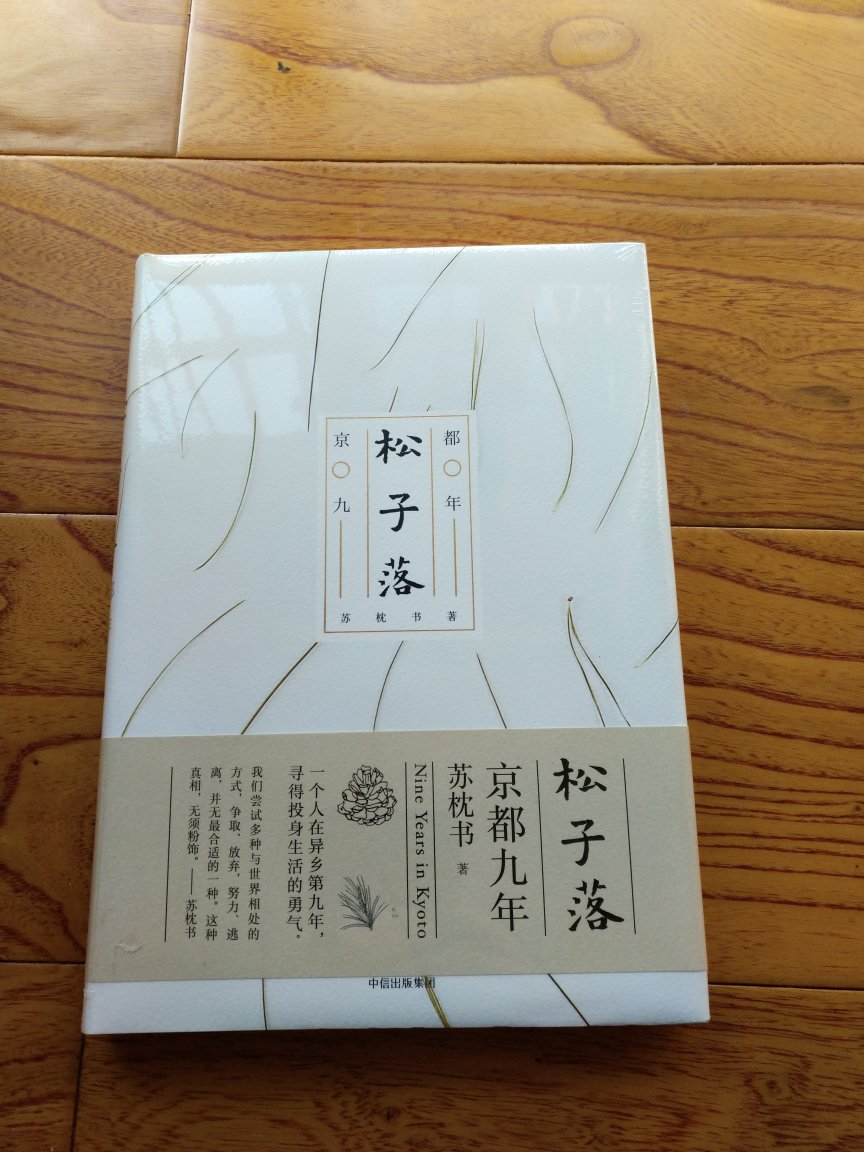 松子落
京都
九年
苏枕书 著
松子落
京都九年
苏枕书 著
Nine Years in Kyoto
一个人在异乡第九年，
寻得投身生活的勇气。
我们尝试多种与世界相处的
方式，争取、放弃，努力、逃
离，并无最合适的一种。这种
真相，无须粉饰。——苏枕书
中信出版集团